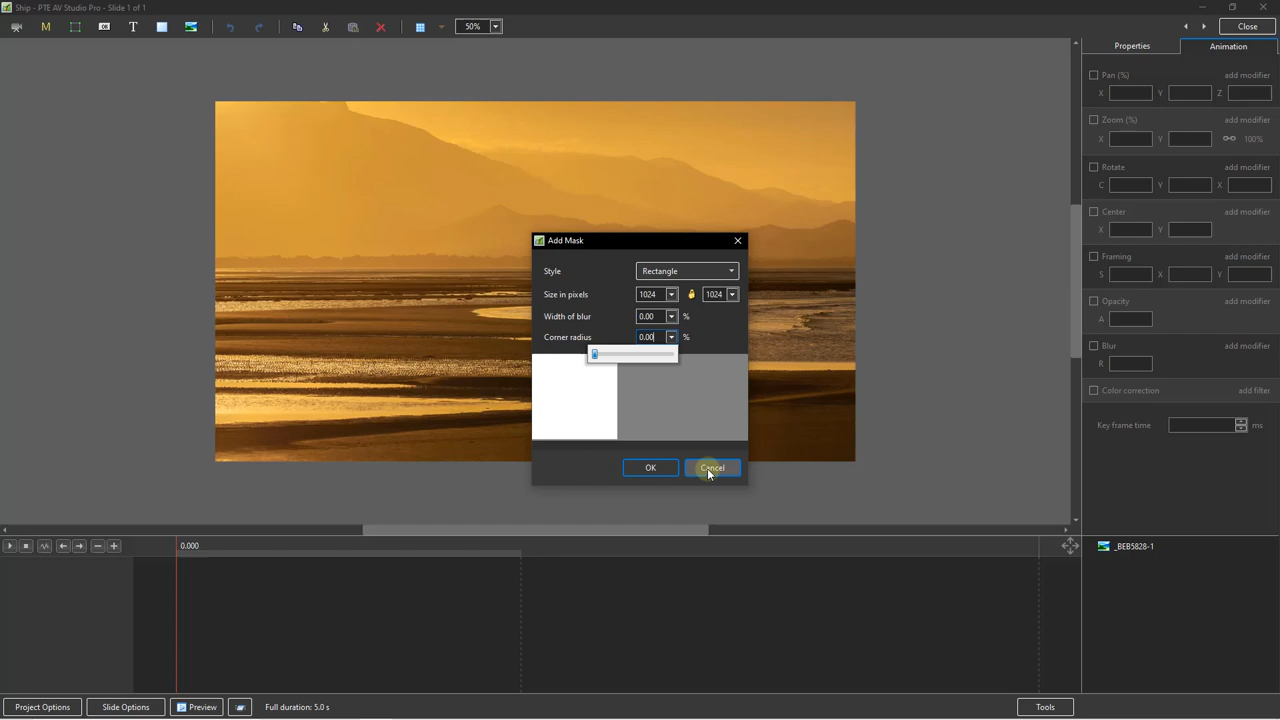 Ship - PTE AV Studio Pro - Slide 1 of 1
M OK T 50% Close
Properties Animation
Pan (%) add modifier
X Y Z
Zoom (%) add modifier
X Y 100%
Rotate add modifier
C Y X
Center add modifier
X Y
Framing add modifier
S X Y
Opacity add modifier
A
Blur add modifier
R
Color correction add filter
Key frame time ms
Add Mask
Style Rectangle
Size in pixels 1024 1024
Width of blur 0.00 %
Corner radius 0.00 %
OK Cancel
0.000
_BEB5828-1
Project Options Slide Options Preview Full duration: 5.0 s Tools